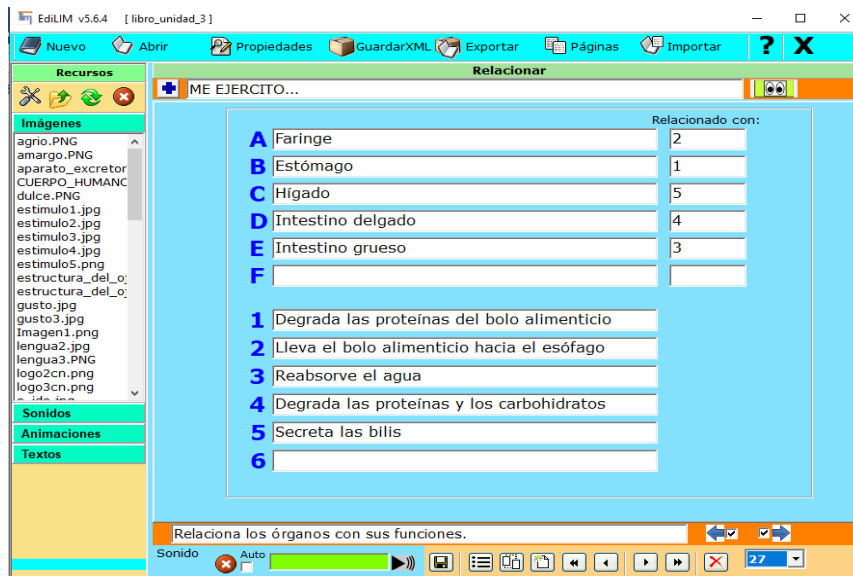 EdiLIM v5.6.4 [ libro_unidad_3 ]
Nuevo Abrir Propiedades GuardarXML Exportar Páginas Importar ? X
Recursos
Relacionar
ME EJERCITO...
Imágenes
agrio.PNG
amargo.PNG
aparato_excretor
CUERPO_HUMANO
dulce.PNG
estimulo1.jpg
estimulo2.jpg
estimulo3.jpg
estimulo4.jpg
estimulo5.png
estructura_del_oj
estructura_del_oj
gusto.jpg
gusto3.jpg
Imagen1.png
lengua2.jpg
lengua3.PNG
logo2cn.png
logo3cn.png
Sonidos
Animaciones
Textos
Relacionado con:
A Faringe 2
B Estómago 1
C Hígado 5
D Intestino delgado 4
E Intestino grueso 3
F
1 Degrada las proteínas del bolo alimenticio
2 Lleva el bolo alimenticio hacia el esófago
3 Reabsorve el agua
4 Degrada las proteínas y los carbohidratos
5 Secreta las bilis
6
Relaciona los órganos con sus funciones.
Sonido Auto 27